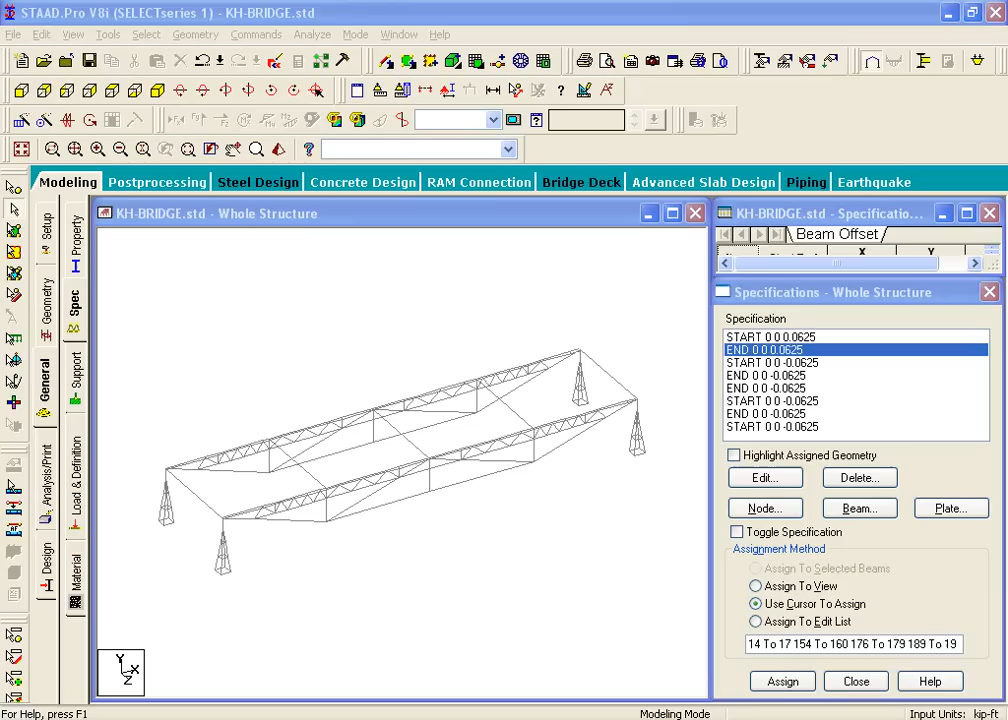 STAAD.Pro V8i (SELECTseries 1) - KH-BRIDGE.std
File Edit View Tools Select Geometry Commands Analyze Mode Window Help
Modeling Postprocessing Steel Design Concrete Design RAM Connection Bridge Deck Advanced Slab Design Piping Earthquake
Setup
Geometry
General
Analysis/Print
Design
Property
Spec
Support
Load & Definition
Material
KH-BRIDGE.std - Whole Structure
Y
X
Z
KH-BRIDGE.std - Specificatio...
Beam Offset
X Y
Specifications - Whole Structure
Specification
START 0 0 0.0625
END 0 0 0.0625
START 0 0 -0.0625
END 0 0 -0.0625
END 0 0 -0.0625
START 0 0 -0.0625
END 0 0 -0.0625
START 0 0 -0.0625
Highlight Assigned Geometry
Edit... Delete...
Node... Beam... Plate...
Toggle Specification
Assignment Method
Assign To Selected Beams
Assign To View
Use Cursor To Assign
Assign To Edit List
14 To 17 154 To 160 176 To 179 189 To 19
Assign Close Help
For Help, press F1 Modeling Mode Input Units: kip-ft